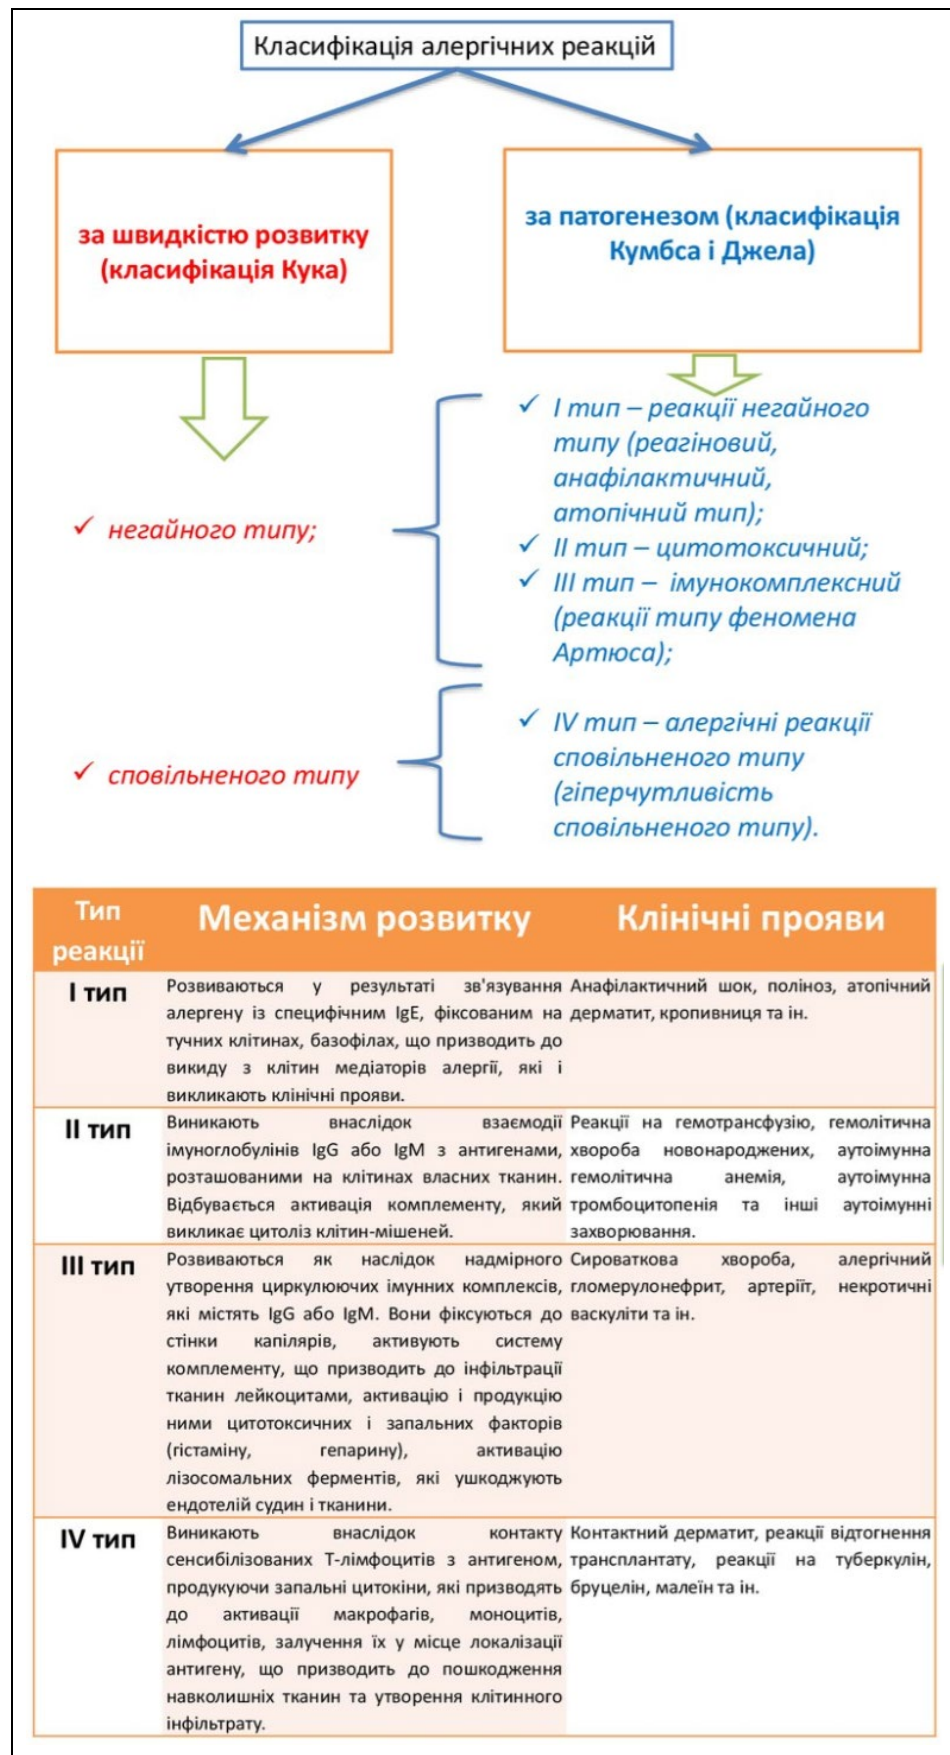 Класифікація алергічних реакцій
за швидкістю розвитку
(класифікація Кука)
за патогенезом (класифікація
Кумбса і Джела)
✓ негайного типу;
✓ І тип – реакції негайного
типу (реагіновий,
анафілактичний,
атопічний тип);
✓ ІІ тип – цитотоксичний;
✓ ІІІ тип – імунокомплексний
(реакції типу феномена
Артюса);
✓ сповільненого типу
✓ IV тип – алергічні реакції
сповільненого типу
(гіперчутливість
сповільненого типу).
Тип
реакції
Механізм розвитку
Клінічні прояви
І тип
Розвиваються у результаті зв'язування
алергену із специфічним IgE, фіксованим на
тучних клітинах, базофілах, що призводить до
викиду з клітин медіаторів алергії, які і
викликають клінічні прояви.
Анафілактичний шок, поліноз, атопічний
дерматит, кропивниця та ін.
ІІ тип
Виникають внаслідок взаємодії
імуноглобулінів IgG або IgM з антигенами,
розташованими на клітинах власних тканин.
Відбувається активація комплементу, який
викликає цитоліз клітин-мішеней.
Реакції на гемотрансфузію, гемолітична
хвороба новонароджених, аутоімунна
гемолітична анемія, аутоімунна
тромбоцитопенія та інші аутоімунні
захворювання.
ІІІ тип
Розвиваються як наслідок надмірного
утворення циркулюючих імунних комплексів,
які містять IgG або IgM. Вони фіксуються до
стінки капілярів, активують систему
комплементу, що призводить до інфільтрації
тканин лейкоцитами, активацію і продукцію
ними цитотоксичних і запальних факторів
(гістаміну, гепарину), активацію
лізосомальних ферментів, які ушкоджують
ендотелій судин і тканини.
Сироваткова хвороба, алергічний
гломерулонефрит, артеріїт, некротичні
васкуліти та ін.
IV тип
Виникають внаслідок контакту
сенсибілізованих Т-лімфоцитів з антигеном,
продукуючи запальні цитокіни, які призводять
до активації макрофагів, моноцитів,
лімфоцитів, залучення їх у місце локалізації
антигену, що призводить до пошкодження
навколишніх тканин та утворення клітинного
інфільтрату.
Контактний дерматит, реакції відтогнення
трансплантату, реакції на туберкулін,
бруцелін, малеїн та ін.